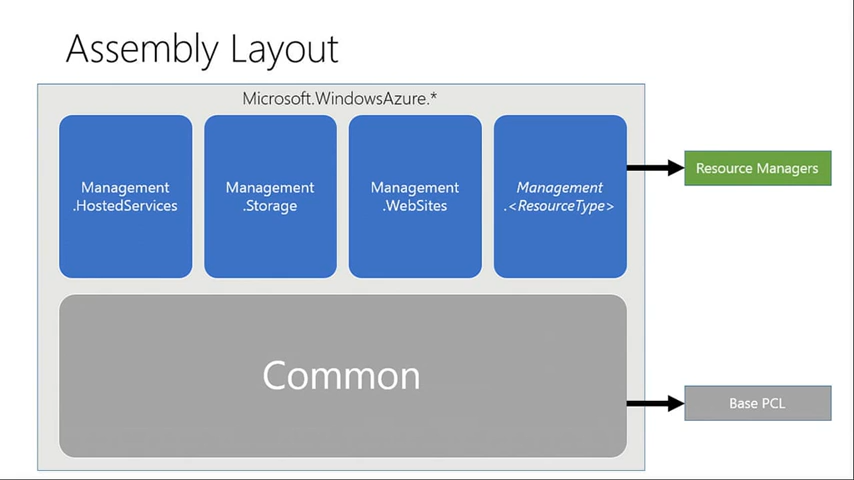 Assembly Layout
Microsoft.WindowsAzure.*
Management
.HostedServices
Management
.Storage
Management
.WebSites
Management
.<ResourceType>
Resource Managers
Common
Base PCL